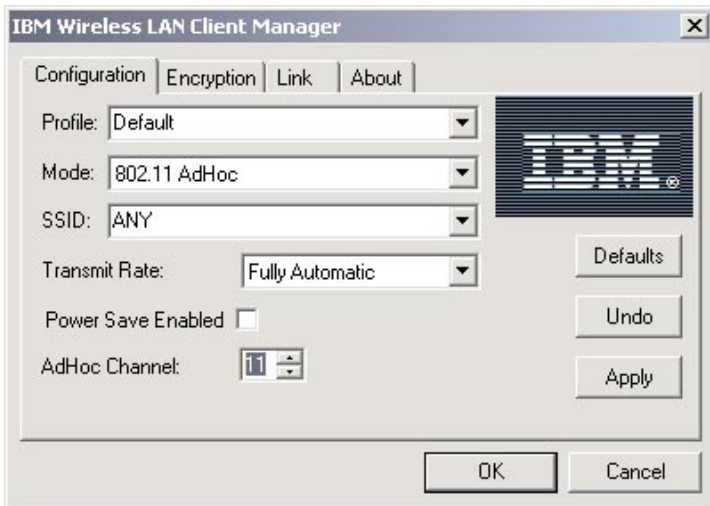 IBM Wireless LAN Client Manager
Configuration Encryption Link About
Profile: Default
IBM®
Mode: 802.11 AdHoc
SSID: ANY
Transmit Rate: Fully Automatic
Defaults
Power Save Enabled
Undo
AdHoc Channel: 11
Apply
OK Cancel